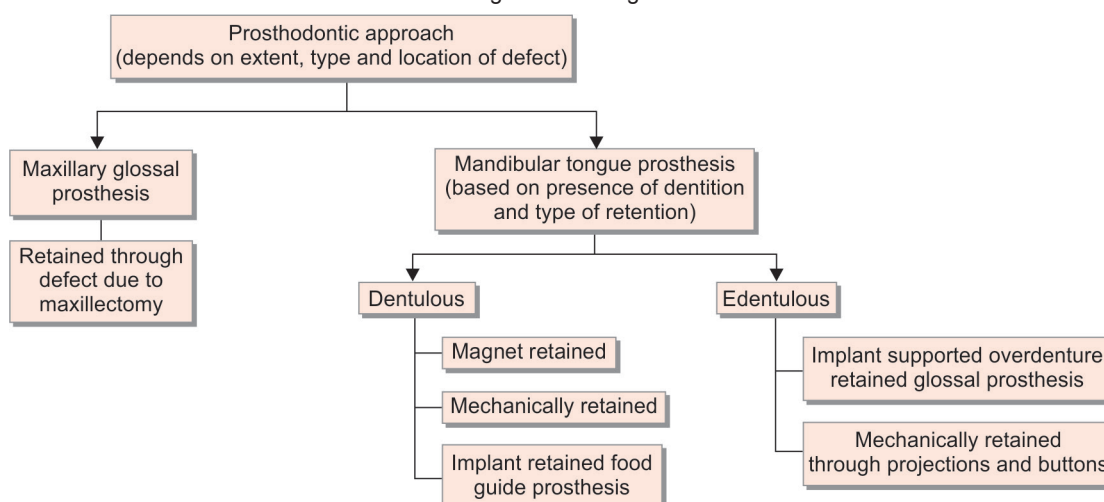 Prosthodontic approach
(depends on extent, type and location of defect)
Maxillary glossal
prosthesis
Retained through
defect due to
maxillectomy
Mandibular tongue prosthesis
(based on presence of dentition
and type of retention)
Dentulous
Magnet retained
Mechanically retained
Implant retained food
guide prosthesis
Edentulous
Implant supported overdenture
retained glossal prosthesis
Mechanically retained
through projections and buttons